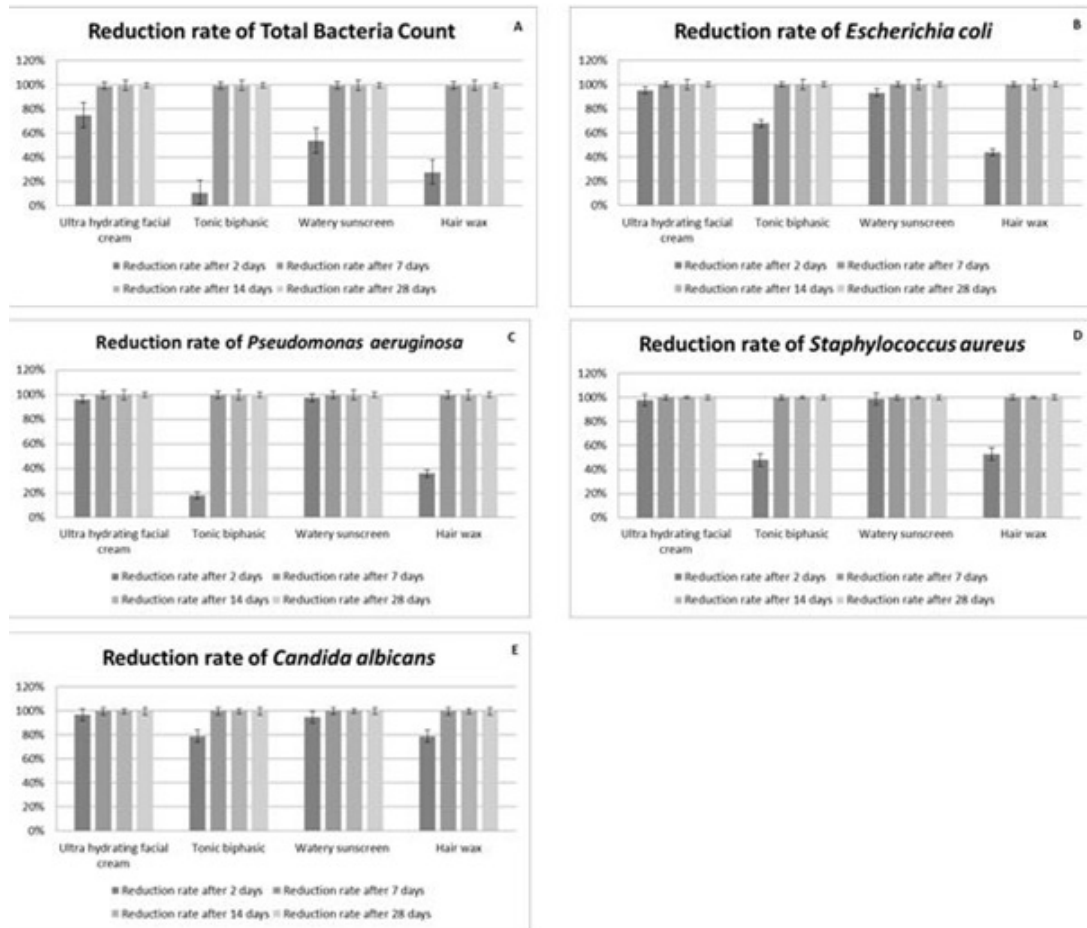 Reduction rate of Total Bacteria Count A
120%
100%
80%
60%
40%
20%
0%
Ultra hydrating facial cream Tonic biphasic Watery sunscreen Hair wax
Reduction rate after 2 days Reduction rate after 7 days
Reduction rate after 14 days Reduction rate after 28 days
Reduction rate of Escherichia coli B
120%
100%
80%
60%
40%
20%
0%
Ultra hydrating facial cream Tonic biphasic Watery sunscreen Hair wax
Reduction rate after 2 days Reduction rate after 7 days
Reduction rate after 14 days Reduction rate after 28 days
Reduction rate of Pseudomonas aeruginosa C
120%
100%
80%
60%
40%
20%
0%
Ultra hydrating facial cream Tonic biphasic Watery sunscreen Hair wax
Reduction rate after 2 days Reduction rate after 7 days
Reduction rate after 14 days Reduction rate after 28 days
Reduction rate of Staphylococcus aureus D
120%
100%
80%
60%
40%
20%
0%
Ultra hydrating facial cream Tonic biphasic Watery sunscreen Hair wax
Reduction rate after 2 days Reduction rate after 7 days
Reduction rate after 14 days Reduction rate after 28 days
Reduction rate of Candida albicans E
120%
100%
80%
60%
40%
20%
0%
Ultra hydrating facial cream Tonic biphasic Watery sunscreen Hair wax
Reduction rate after 2 days Reduction rate after 7 days
Reduction rate after 14 days Reduction rate after 28 days